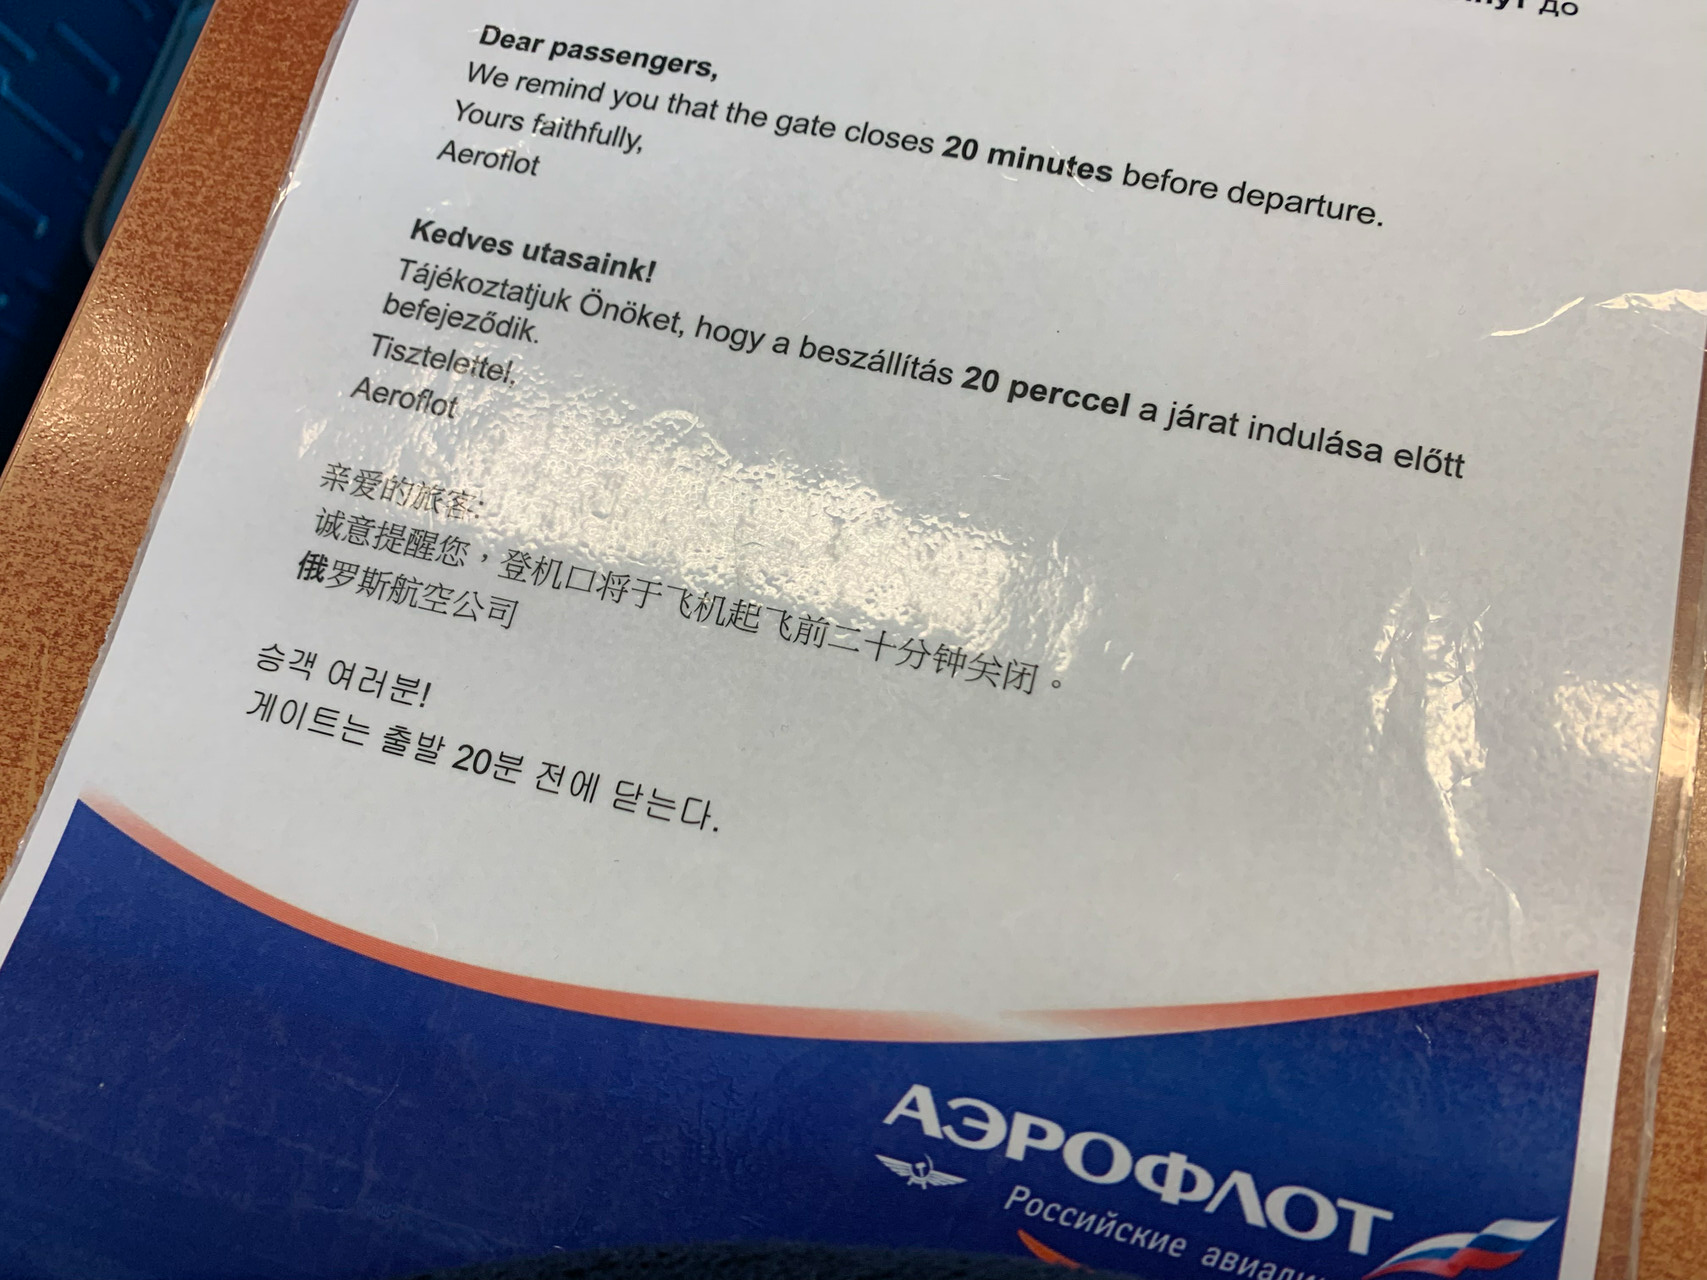 до
Dear passengers,
We remind you that the gate closes 20 minutes before departure.
Yours faithfully,
Aeroflot
Kedves utasaink!
Tájékoztatjuk Önöket, hogy a beszállítás 20 perccel a járat indulása előtt
befejeződik.
Tisztelettel,
Aeroflot
亲爱的旅客:
诚意提醒您，登机口将于飞机起飞前二十分钟关闭。
俄罗斯航空公司
승객 여러분!
게이트는 출발 20분 전에 닫는다.
АЭРОФЛОТ
Российские